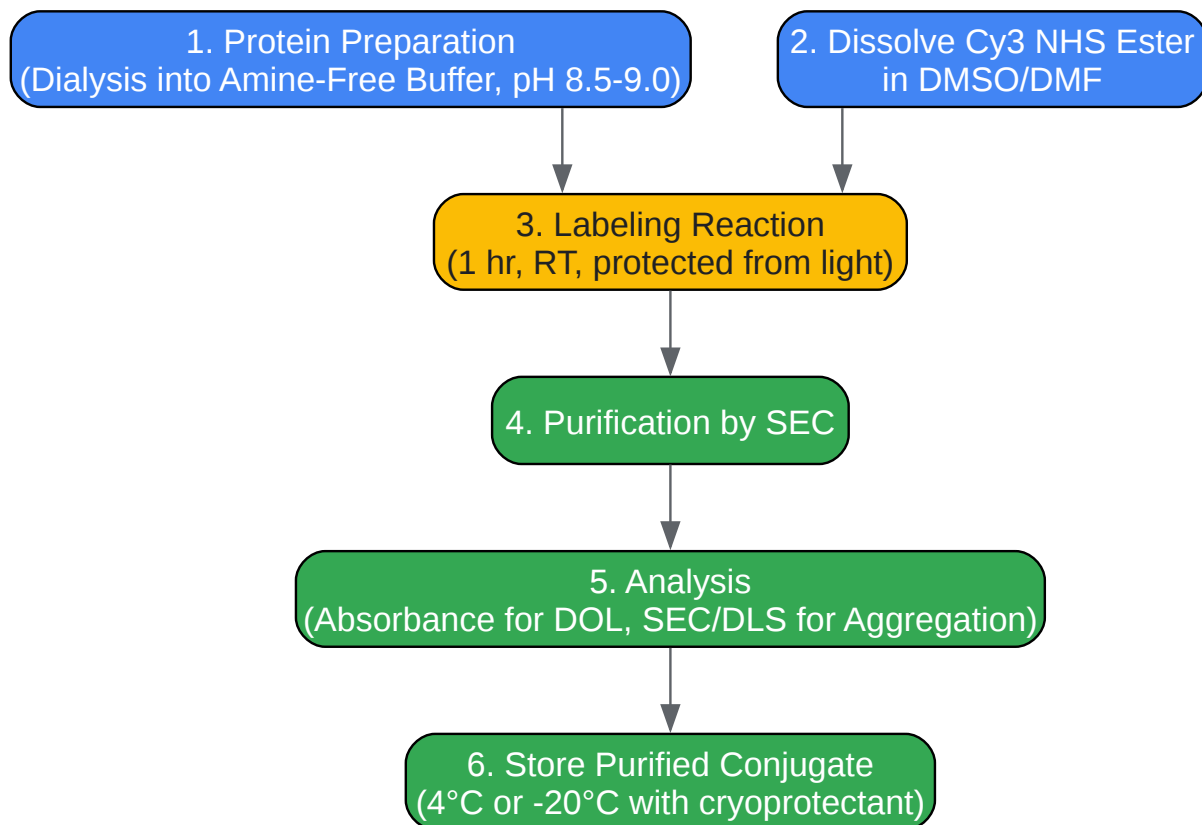 1. Protein Preparation
(Dialysis into Amine-Free Buffer, pH 8.5-9.0)
2. Dissolve Cy3 NHS Ester
in DMSO/DMF
3. Labeling Reaction
(1 hr, RT, protected from light)
4. Purification by SEC
5. Analysis
(Absorbance for DOL, SEC/DLS for Aggregation)
6. Store Purified Conjugate
(4°C or -20°C with cryoprotectant)